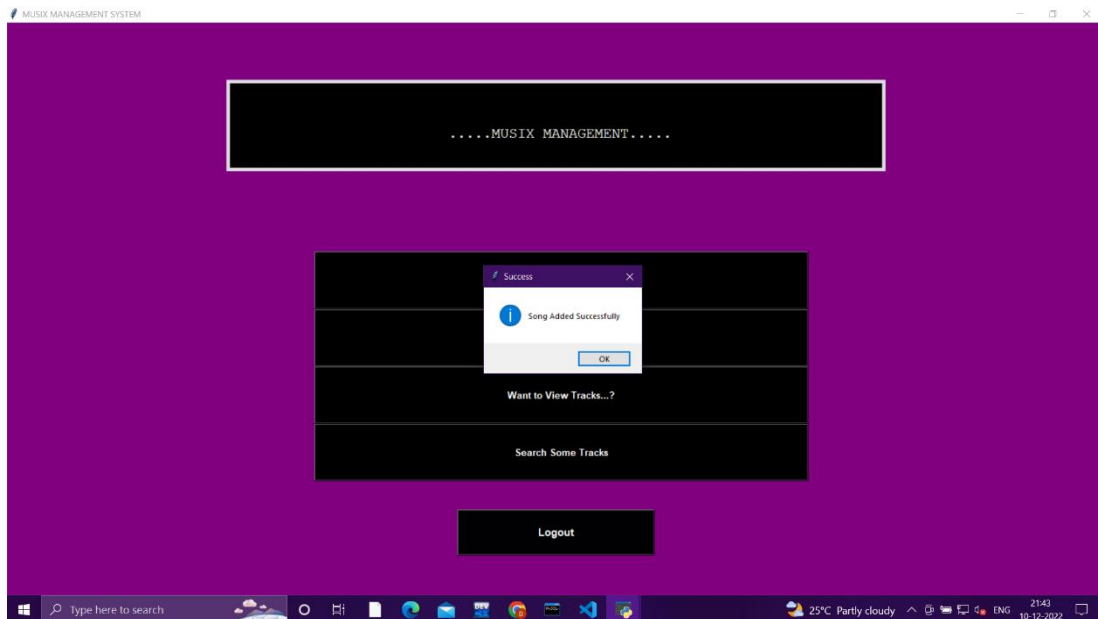 MUSIX MANAGEMENT SYSTEM
.....MUSIX MANAGEMENT.....
Success
Song Added Successfully
OK
Want to View Tracks...?
Search Some Tracks
Logout
Type here to search
DEV
25°C Partly cloudy
ENG
21:43
10-12-2022